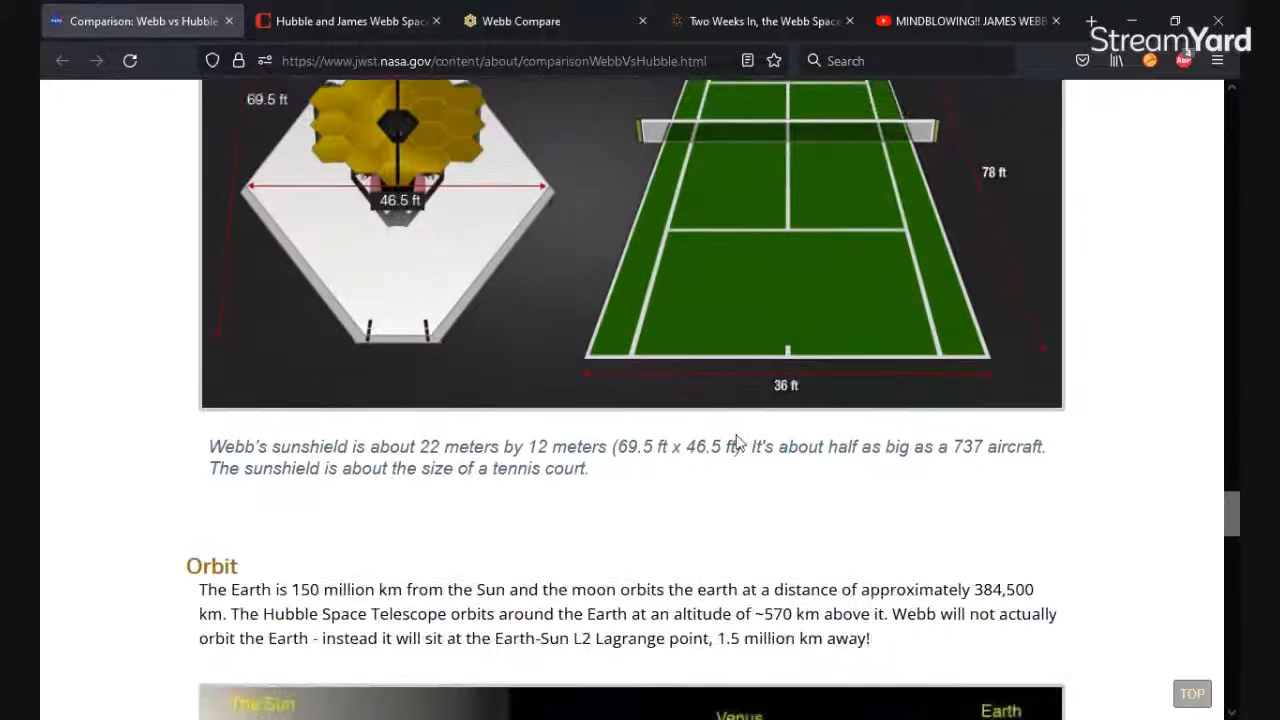 Comparison: Webb vs Hubble
Hubble and James Webb Spac
Webb Compare
Two Weeks In, the Webb Space
MINDBLOWING!! JAMES WEBB
StreamYard
https://www.jwst.nasa.gov/content/about/comparisonWebbVsHubble.html
Search
4
69.5 ft
46.5 ft
78 ft
36 ft
Webb's sunshield is about 22 meters by 12 meters (69.5 ft x 46.5 ft). It's about half as big as a 737 aircraft.
The sunshield is about the size of a tennis court.
Orbit
The Earth is 150 million km from the Sun and the moon orbits the earth at a distance of approximately 384,500
km. The Hubble Space Telescope orbits around the Earth at an altitude of ~570 km above it. Webb will not actually
orbit the Earth - instead it will sit at the Earth-Sun L2 Lagrange point, 1.5 million km away!
TOP
The Sun
Venus
Earth